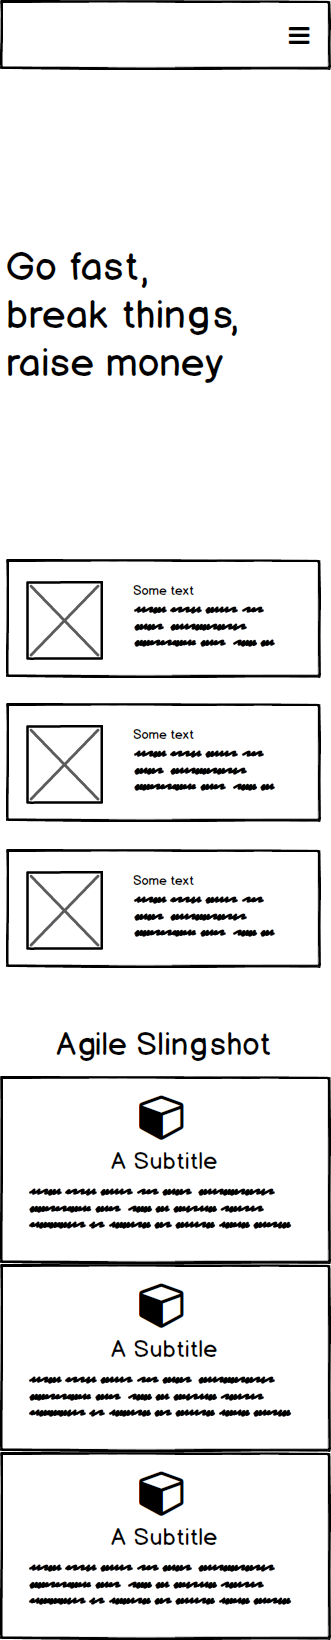 Go fast,
break things,
raise money
Some text
Some text
Some text
Agile Slingshot
A Subtitle
A Subtitle
A Subtitle